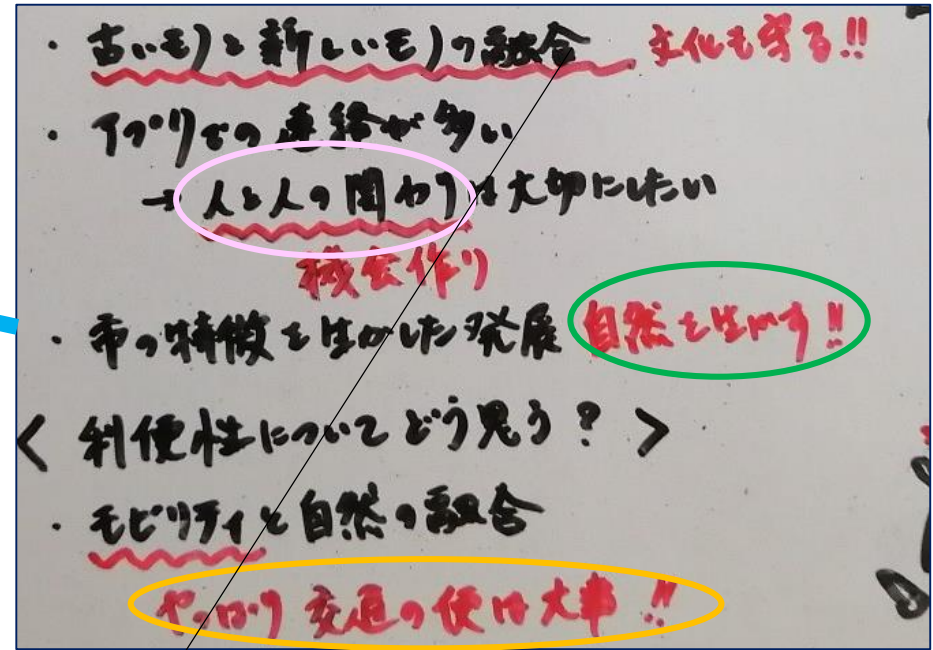 ・古いモノと新しいモノの融合 文化も守る!!
・アプリでの連絡が多い
→人と人の関わりは大切にしたい
機会作り
・市の特徴を生かした発展 自然を生かす!!
<利便性についてどう思う?>
・モビリティと自然の融合
やっぱり交通の便は大事!!